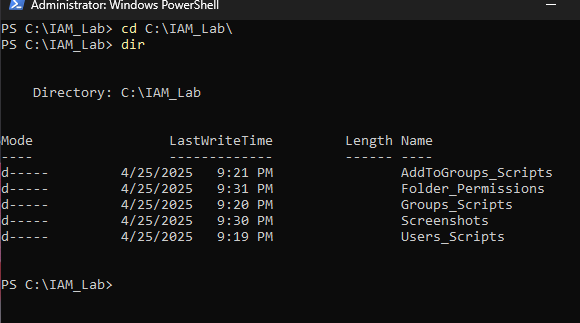 Administrator: Windows PowerShell
PS C:\IAM_Lab> cd C:\IAM_Lab\
PS C:\IAM_Lab> dir
Directory: C:\IAM_Lab
Mode                 LastWriteTime         Length Name
----                 -------------         ------ ----
d-----         4/25/2025   9:21 PM                AddToGroups_Scripts
d-----         4/25/2025   9:31 PM                Folder_Permissions
d-----         4/25/2025   9:20 PM                Groups_Scripts
d-----         4/25/2025   9:30 PM                Screenshots
d-----         4/25/2025   9:19 PM                Users_Scripts
PS C:\IAM_Lab>